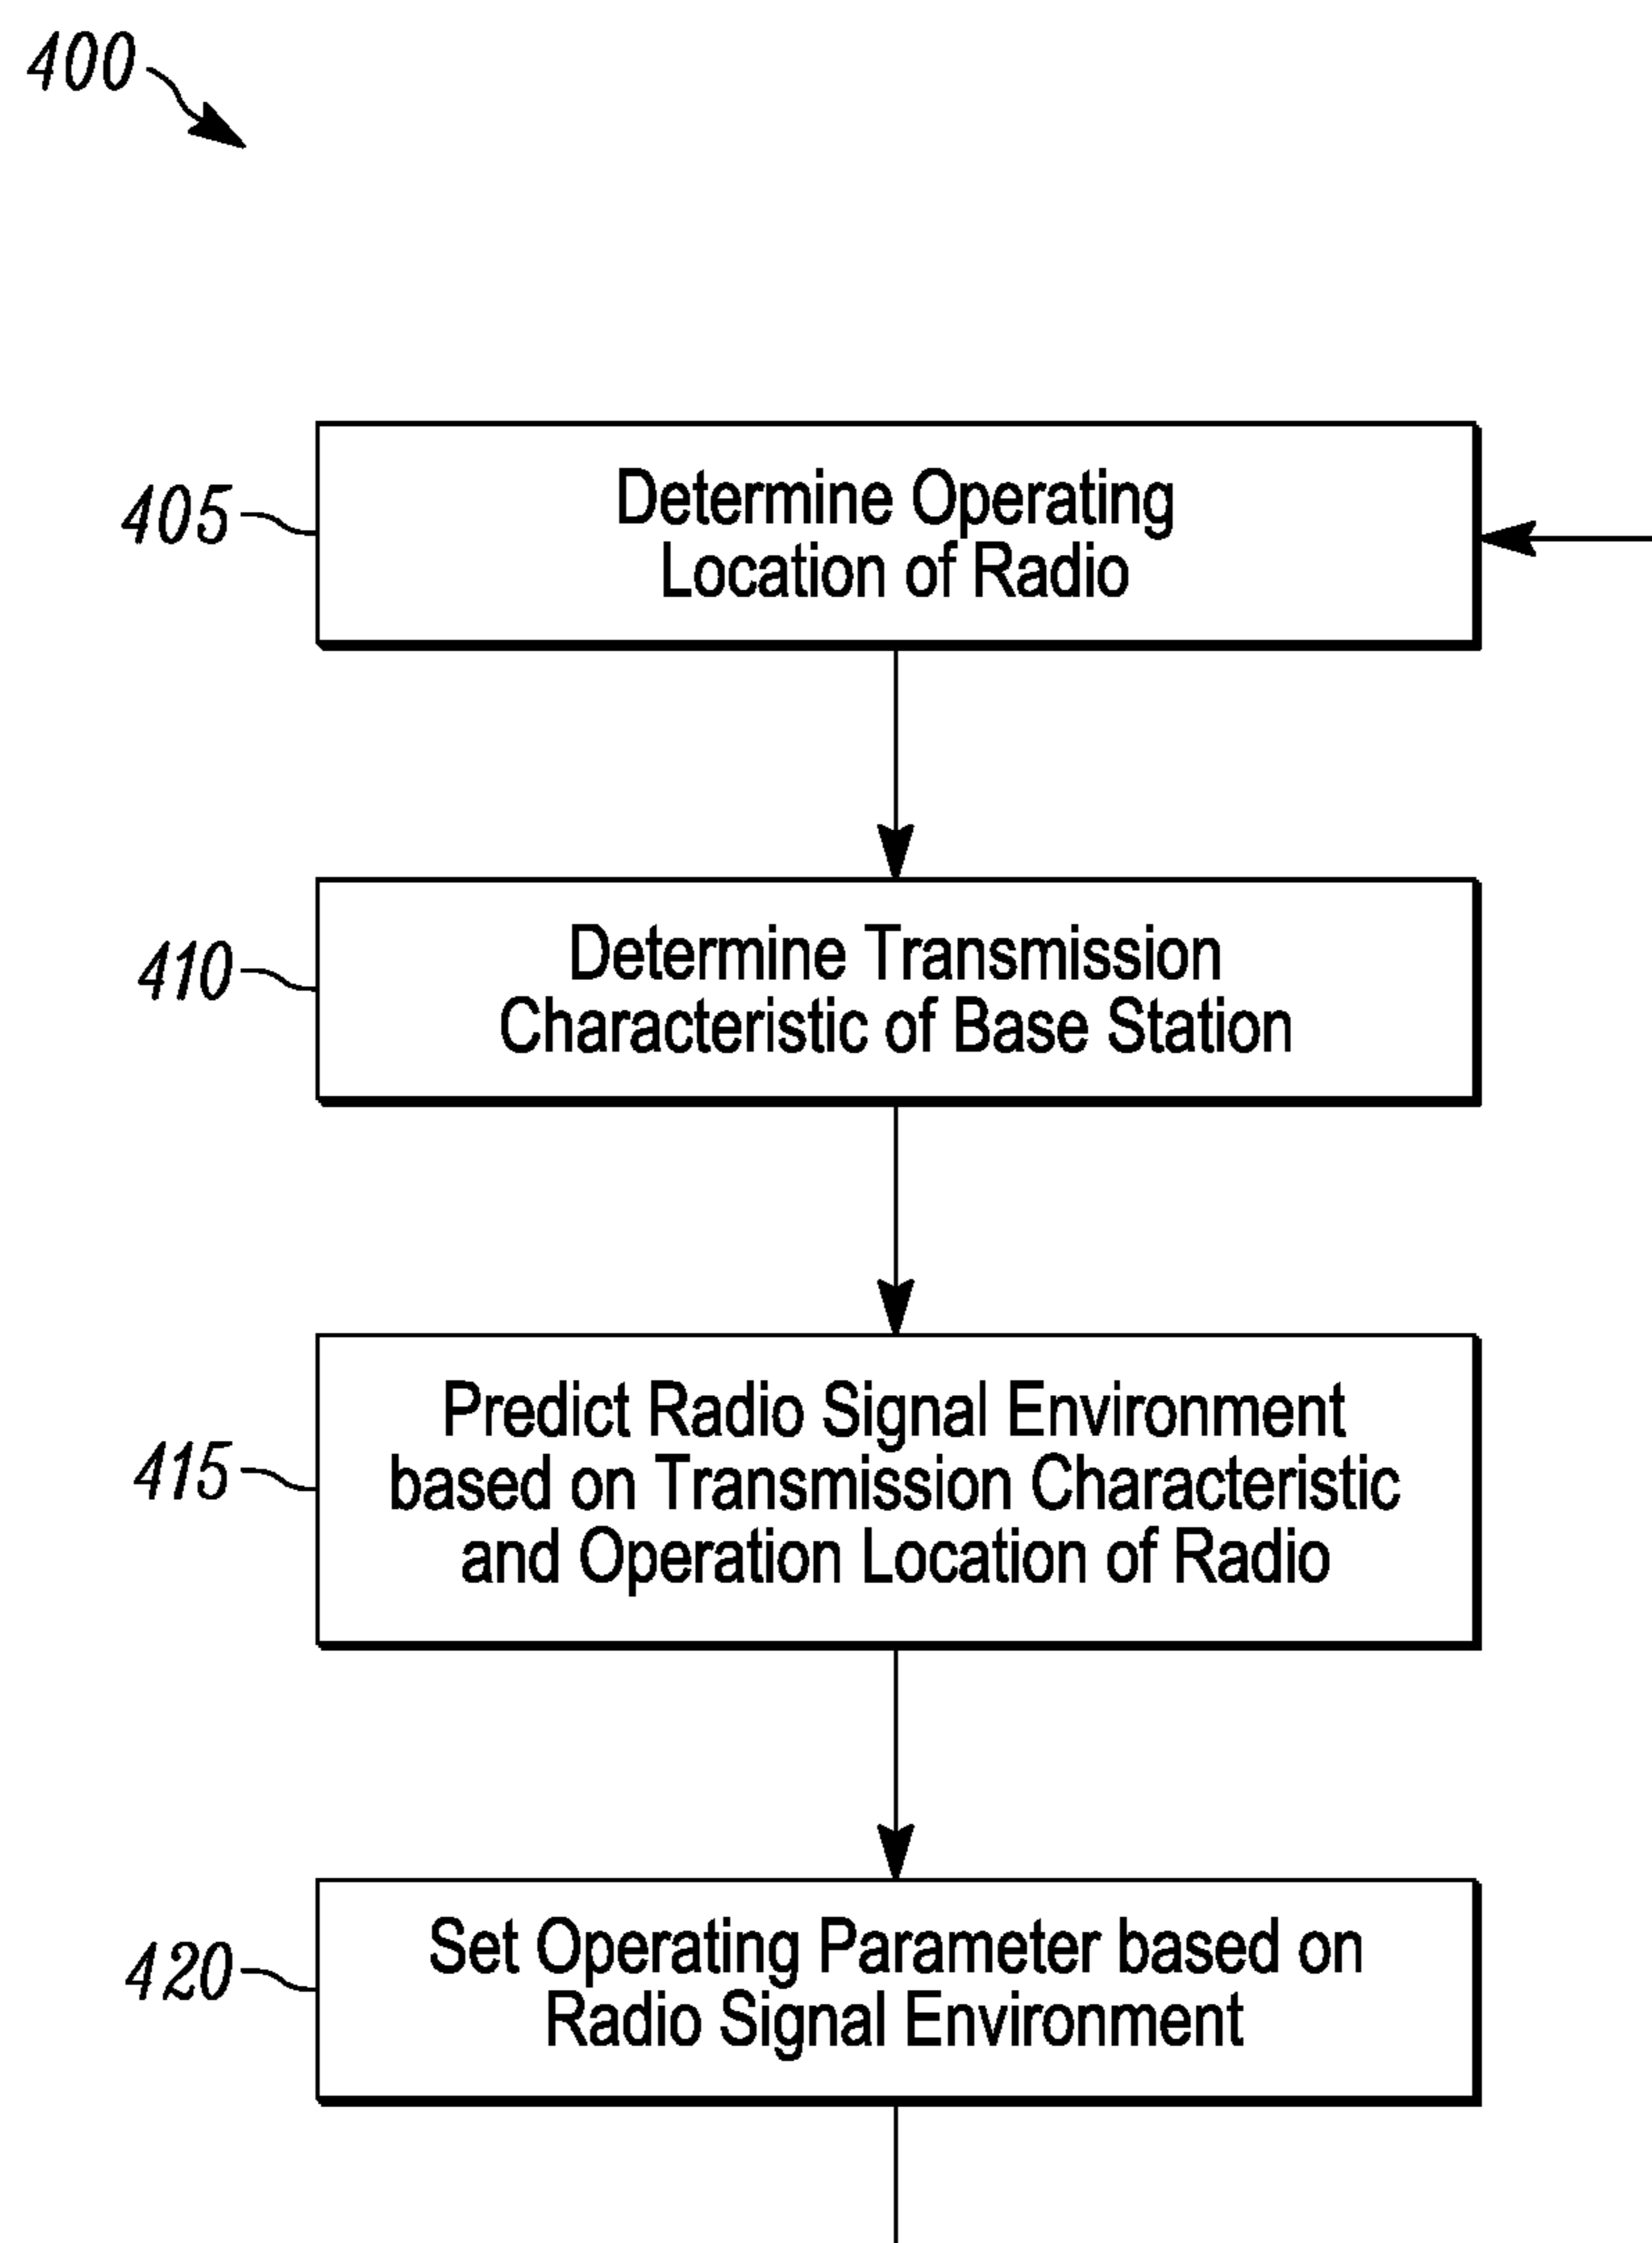 400
405
Determine Operating
Location of Radio
410
Determine Transmission
Characteristic of Base Station
415
Predict Radio Signal Environment
based on Transmission Characteristic
and Operation Location of Radio
420
Set Operating Parameter based on
Radio Signal Environment